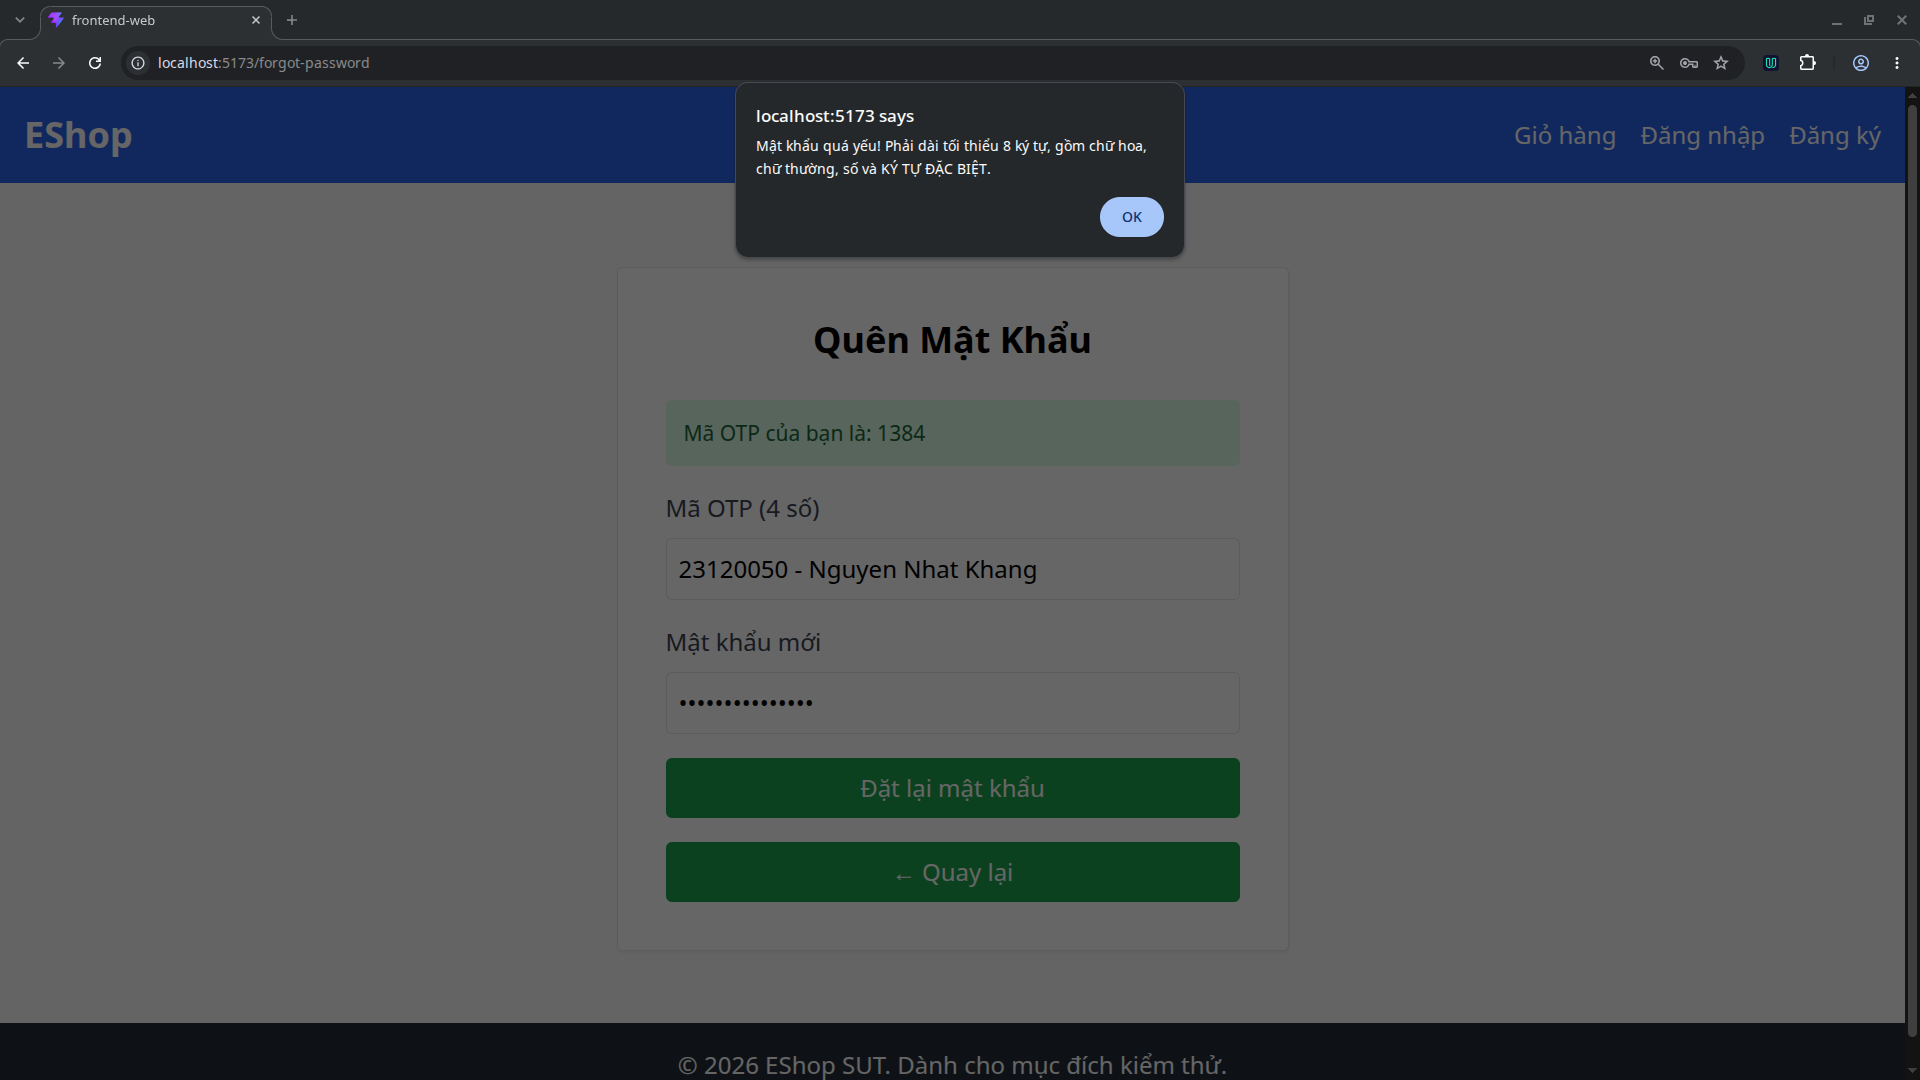 frontend-web
localhost:5173/forgot-password
localhost:5173 says
Mật khẩu quá yếu! Phải dài tối thiểu 8 ký tự, gồm chữ hoa,
chữ thường, số và KÝ TỰ ĐẶC BIỆT.
OK
EShop
Giỏ hàng
Đăng nhập
Đăng ký
Quên Mật Khẩu
Mã OTP của bạn là: 1384
Mã OTP (4 số)
23120050 - Nguyen Nhat Khang
Mật khẩu mới
•••••••••••••••
Đặt lại mật khẩu
← Quay lại
© 2026 EShop SUT. Dành cho mục đích kiểm thử.